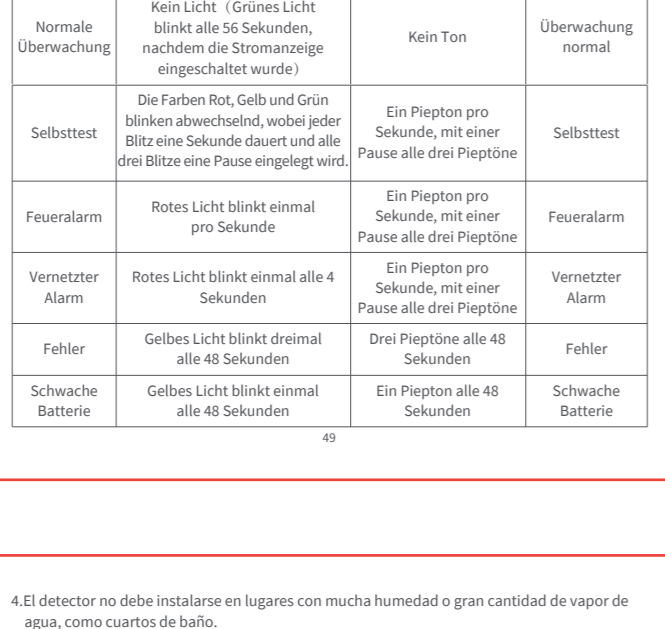 Normale
Überwachung
Kein Licht（Grünes Licht
blinkt alle 56 Sekunden,
nachdem die Stromanzeige
eingeschaltet wurde）
Kein Ton
Überwachung
normal
Selbsttest
Die Farben Rot, Gelb und Grün
blinken abwechselnd, wobei jeder
Blitz eine Sekunde dauert und alle
drei Blitze eine Pause eingelegt wird.
Ein Piepton pro
Sekunde, mit einer
Pause alle drei Pieptöne
Selbsttest
Feueralarm
Rotes Licht blinkt einmal
pro Sekunde
Ein Piepton pro
Sekunde, mit einer
Pause alle drei Pieptöne
Feueralarm
Vernetzter
Alarm
Rotes Licht blinkt einmal alle 4
Sekunden
Ein Piepton pro
Sekunde, mit einer
Pause alle drei Pieptöne
Vernetzter
Alarm
Fehler
Gelbes Licht blinkt dreimal
alle 48 Sekunden
Drei Pieptöne alle 48
Sekunden
Fehler
Schwache
Batterie
Gelbes Licht blinkt einmal
alle 48 Sekunden
Ein Piepton alle 48
Sekunden
Schwache
Batterie
49
4.El detector no debe instalarse en lugares con mucha humedad o gran cantidad de vapor de
agua, como cuartos de baño.